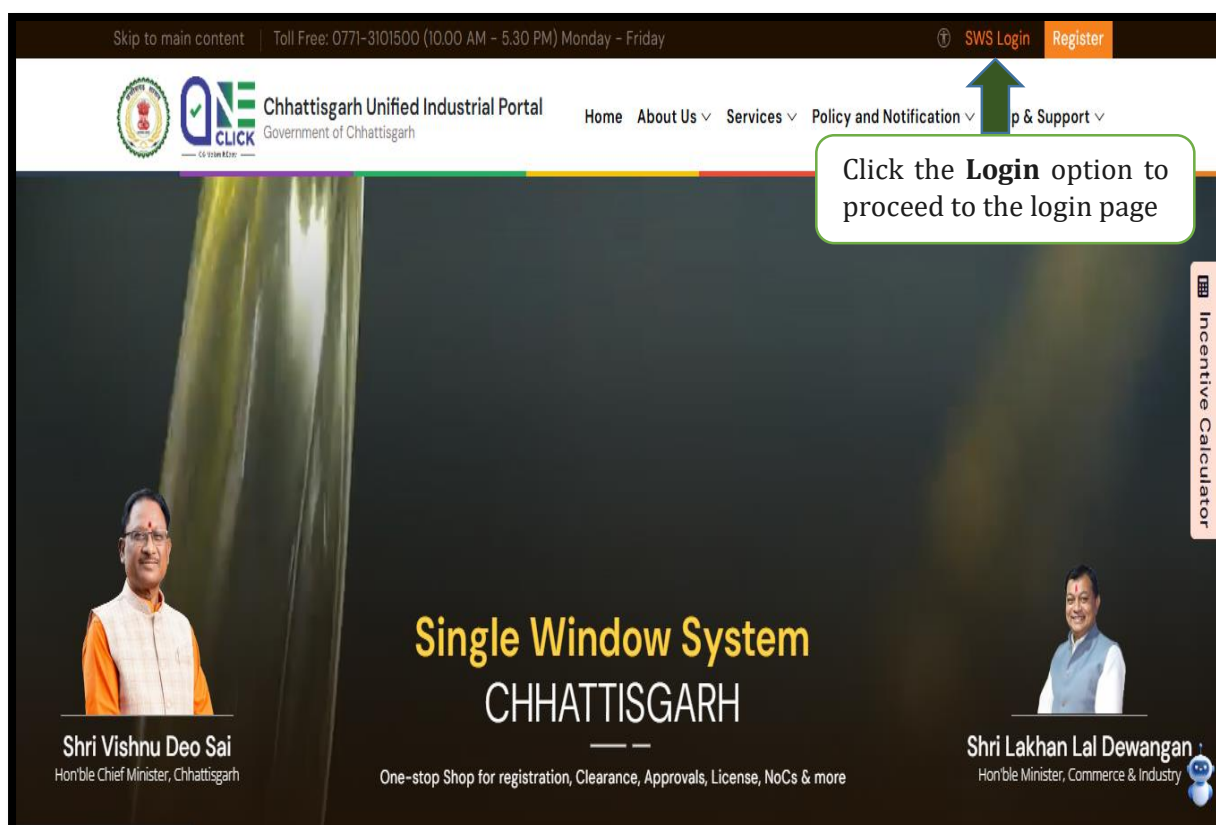 Skip to main content | Toll Free: 0771-3101500 (10.00 AM - 5.30 PM) Monday - Friday SWS Login Register
ONE CLICK
Chhattisgarh Unified Industrial Portal
Government of Chhattisgarh
Home About Us Services Policy and Notification p & Support
Click the Login option to
proceed to the login page
Incentive Calculator
Single Window System
CHHATTISGARH
One-stop Shop for registration, Clearance, Approvals, License, NoCs & more
Shri Vishnu Deo Sai
Hon'ble Chief Minister, Chhattisgarh
Shri Lakhan Lal Dewangan
Hon'ble Minister, Commerce & Industry